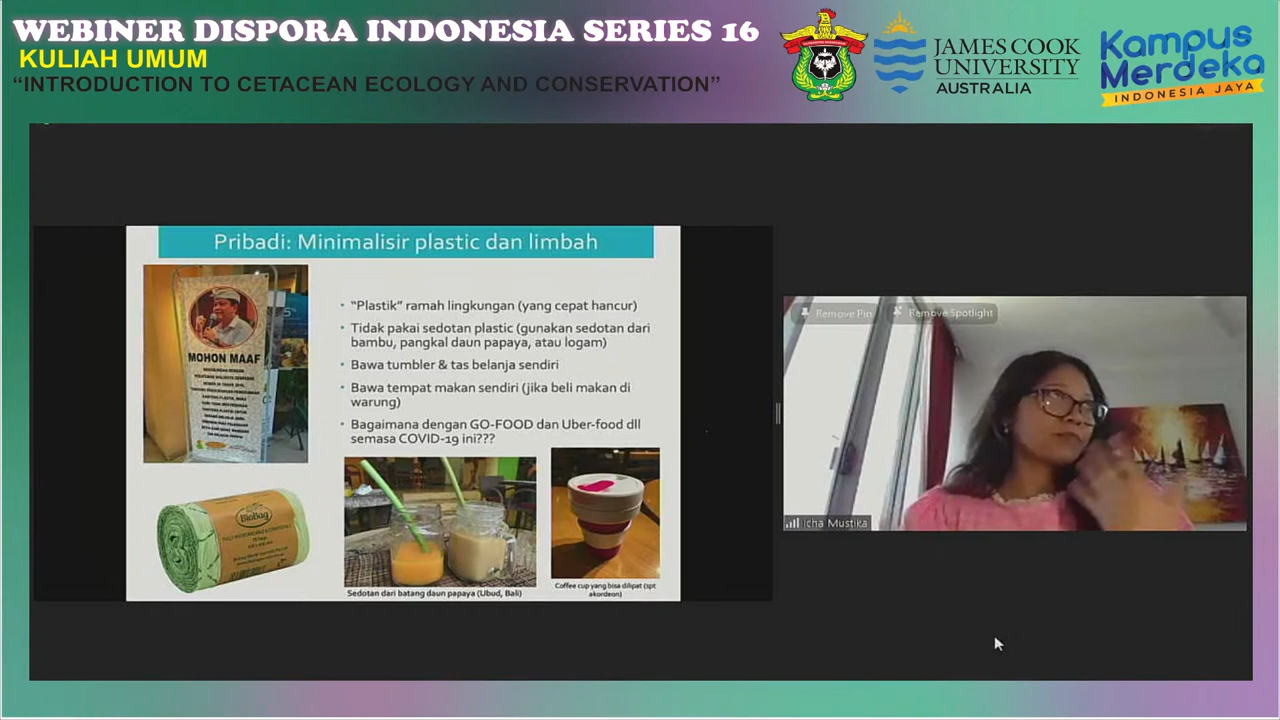 WEBINER DISPORA INDONESIA SERIES 16
KULIAH UMUM
“INTRODUCTION TO CETACEAN ECOLOGY AND CONSERVATION”
JAMES COOK
UNIVERSITY
AUSTRALIA
Kampus
Merdeka
INDONESIA JAYA
Pribadi: Minimalisir plastic dan limbah
MOHON MAAF
• “Plastik” ramah lingkungan (yang cepat hancur)
• Tidak pakai sedotan plastic (gunakan sedotan dari
bambu, pangkal daun papaya, atau logam)
• Bawa tumbler & tas belanja sendiri
• Bawa tempat makan sendiri (jika beli makan di
warung)
• Bagaimana dengan GO-FOOD dan Uber-food dll
semasa COVID-19 ini???
BioBag
Sedotan dari batang daun papaya (Ubud, Bali)
Coffee cup yang bisa dilipat (spt
akordeon)
Remove Pin
Remove Spotlight
Icha Mustika